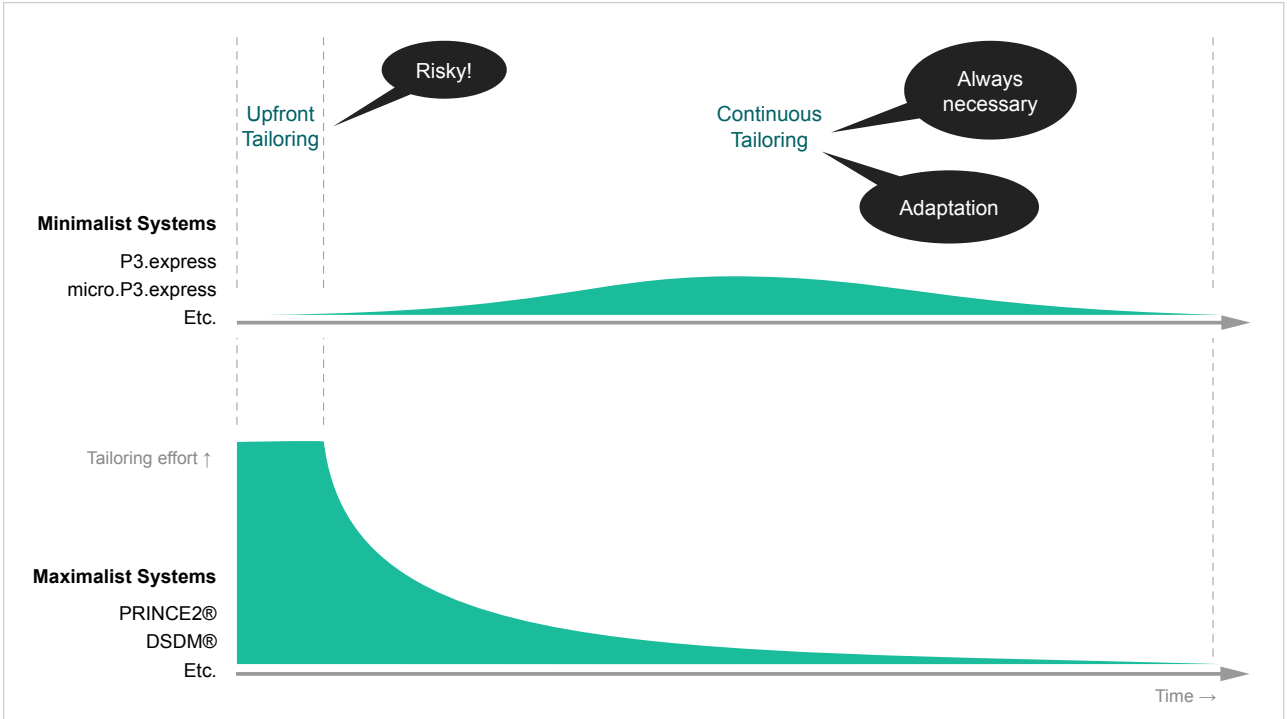 Risky!
Upfront
Tailoring
Always
necessary
Continuous
Tailoring
Adaptation
Minimalist Systems
P3.express
micro.P3.express
Etc.
Tailoring effort ↑
Maximalist Systems
PRINCE2®
DSDM®
Etc.
Time →